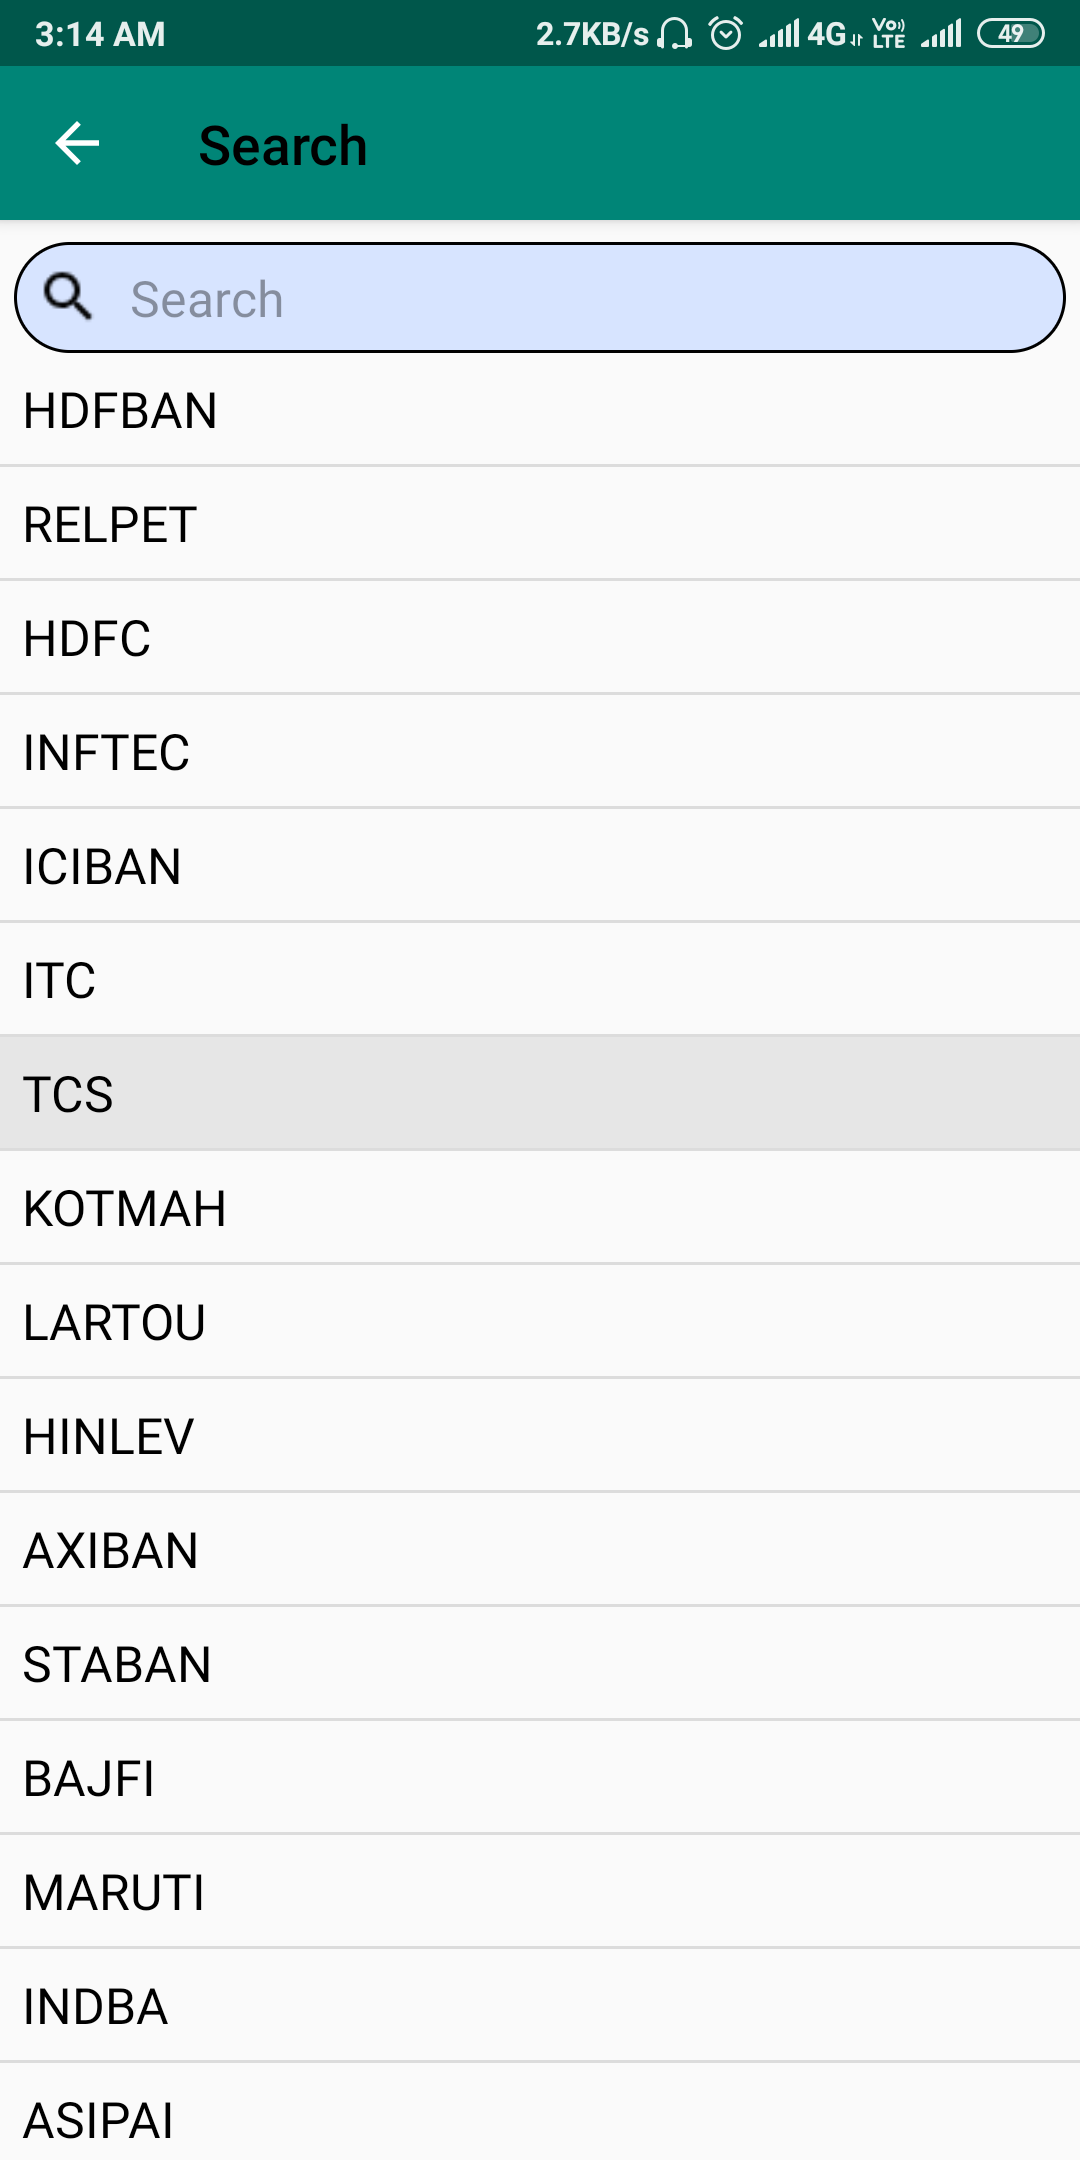 3:14 AM 2.7KB/s 4G Vo LTE 49
Search
Search
HDFBAN
RELPET
HDFC
INFTEC
ICIBAN
ITC
TCS
KOTMAH
LARTOU
HINLEV
AXIBAN
STABAN
BAJFI
MARUTI
INDBA
ASIPAI